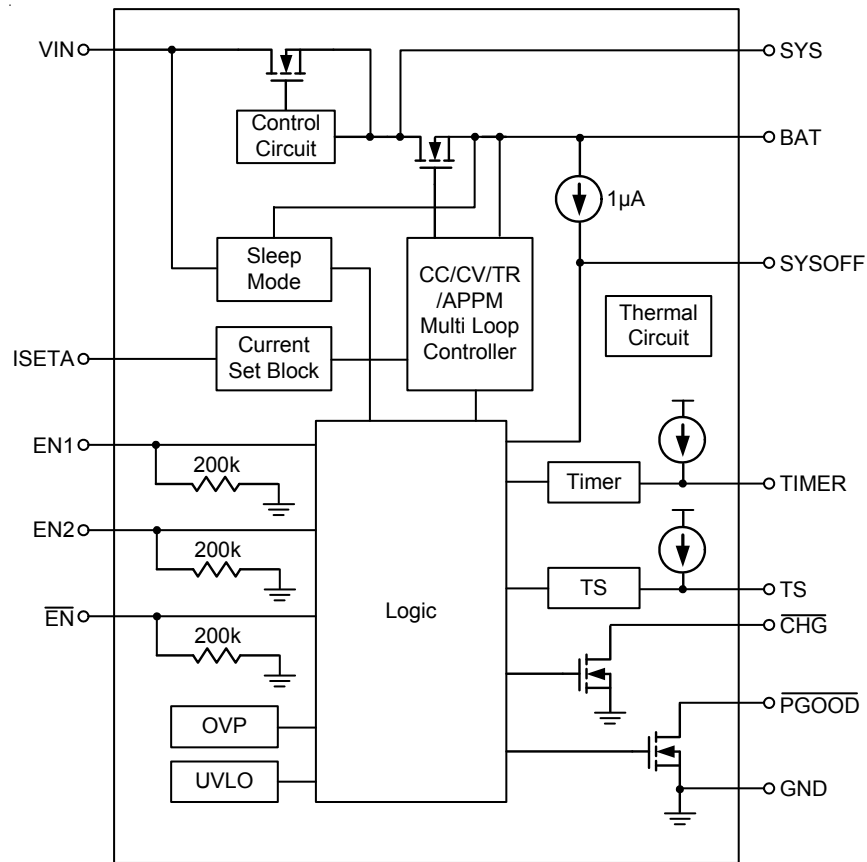 VIN
SYS
Control
Circuit
BAT
1µA
Sleep
Mode
CC/CV/TR
/APPM
Multi Loop
Controller
SYSOFF
Thermal
Circuit
ISETA
Current
Set Block
EN1
200k
Timer
TIMER
EN2
200k
TS
TS
EN
200k
Logic
CHG
OVP
PGOOD
UVLO
GND